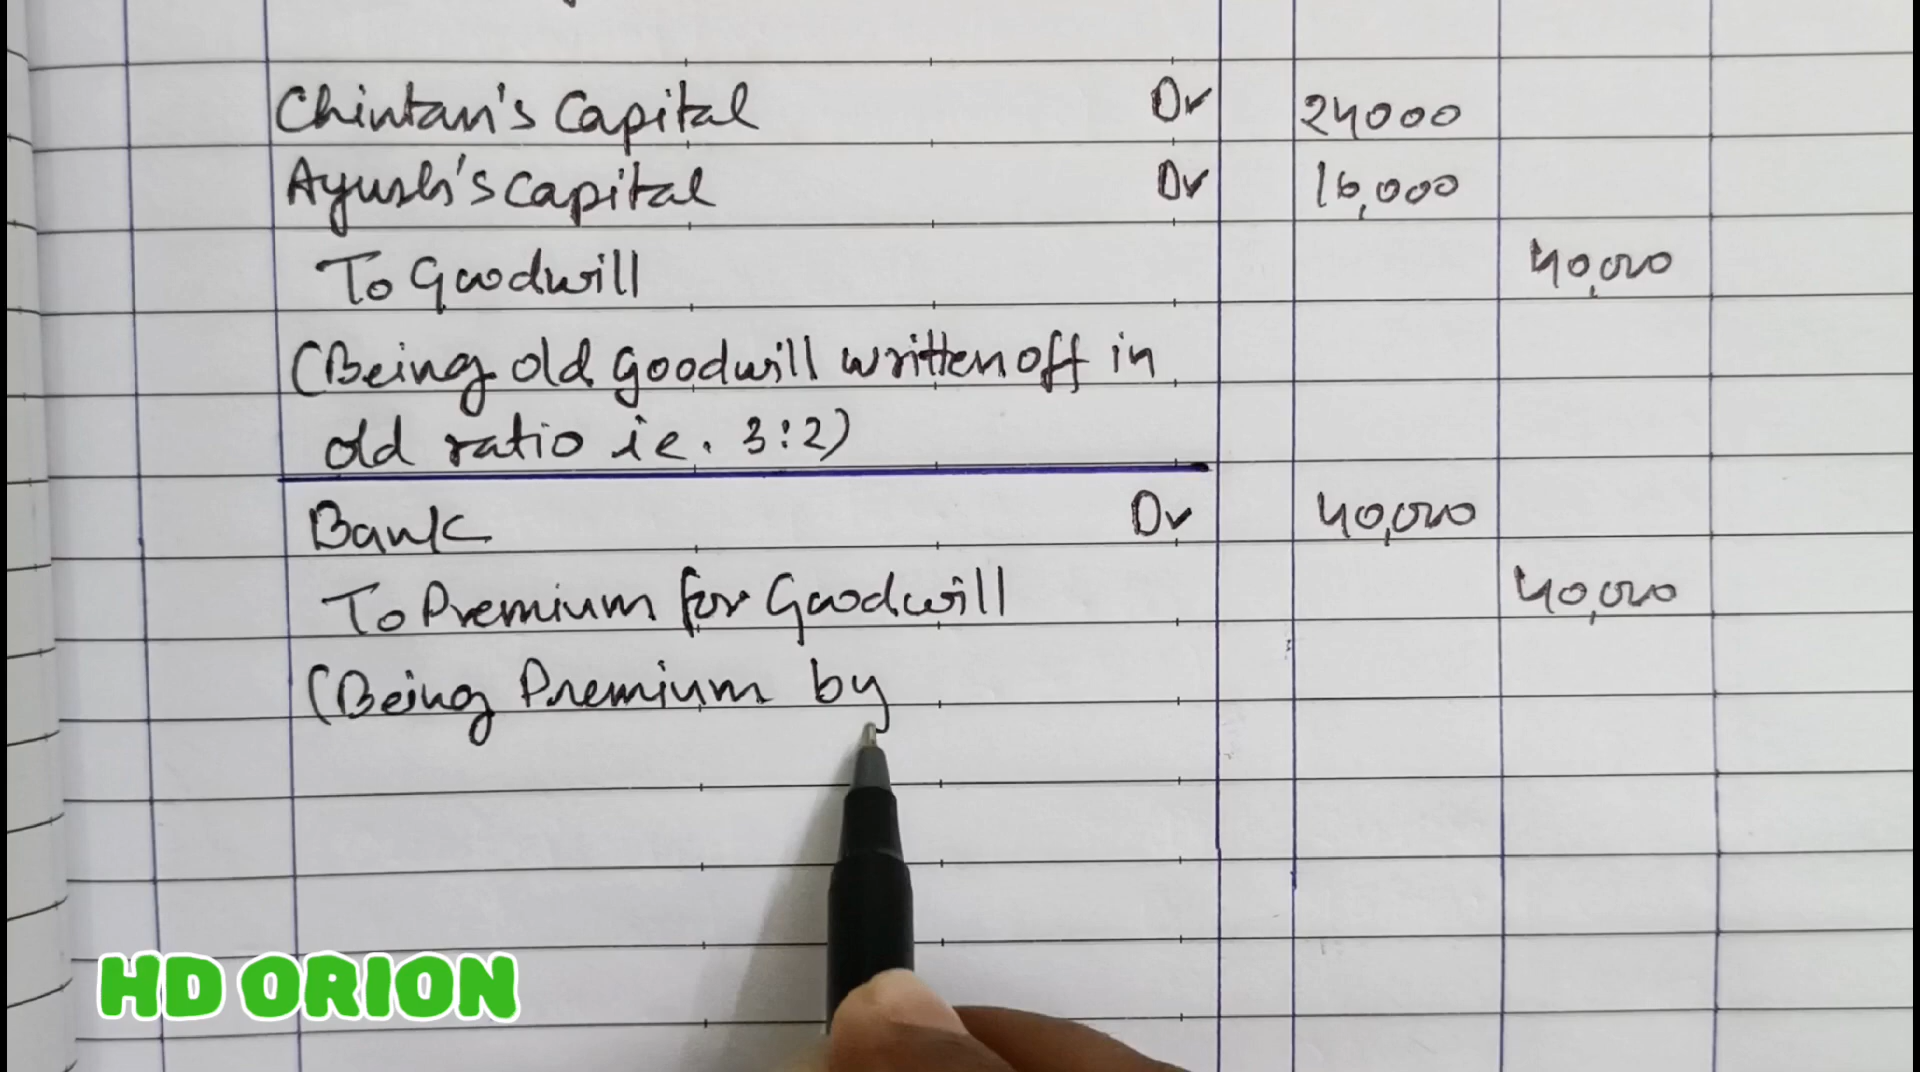 Chintan's Capital Dr 24000
Ayush's Capital Dr 16,000
To Goodwill 40,000
(Being old goodwill written off in
old ratio ie. 3:2)
Bank Dr 40,000
To Premium for Goodwill 40,000
(Being Premium by
HD ORION